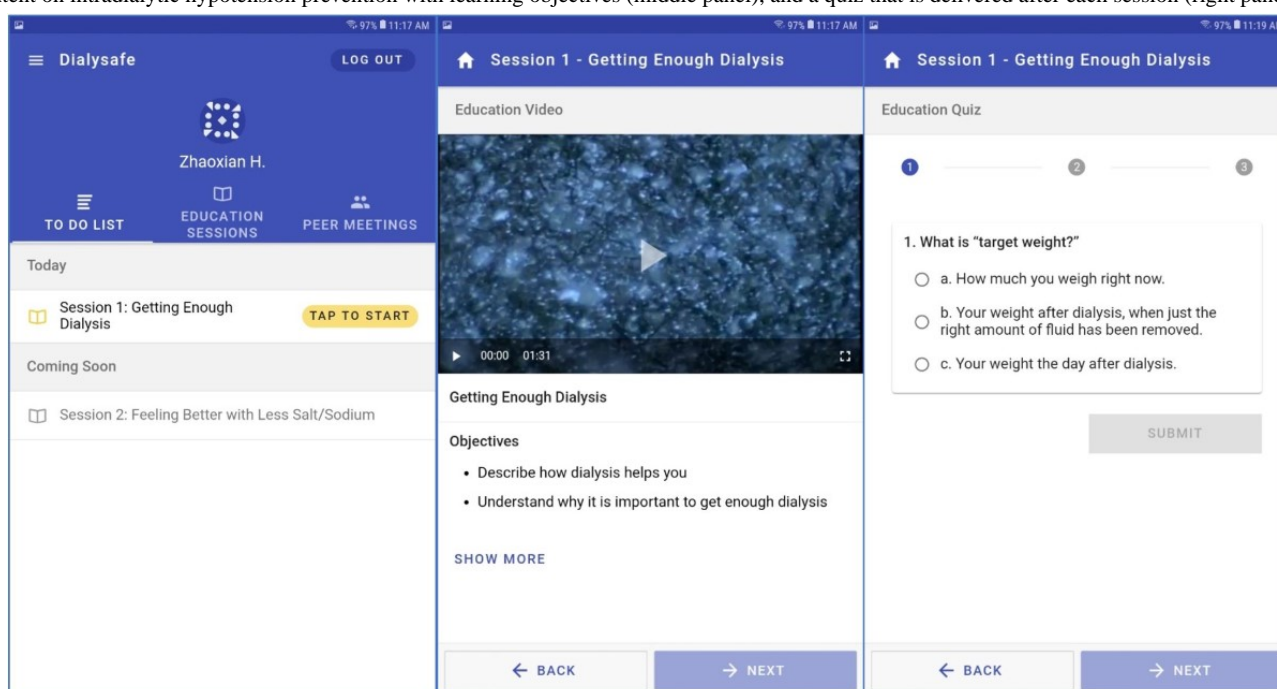 ent on intradialytic hypotension prevention with learning objectives (middle panel), and a quiz that is delivered after each session (right pan
97% 11:17 AM
Dialysafe
LOG OUT
Zhaoxian H.
TO DO LIST
EDUCATION
SESSIONS
PEER MEETINGS
Today
Session 1: Getting Enough
Dialysis
TAP TO START
Coming Soon
Session 2: Feeling Better with Less Salt/Sodium
97% 11:17 AM
Session 1 - Getting Enough Dialysis
Education Video
00:00 01:31
Getting Enough Dialysis
Objectives
• Describe how dialysis helps you
• Understand why it is important to get enough dialysis
SHOW MORE
← BACK
→ NEXT
97% 11:19 A
Session 1 - Getting Enough Dialysis
Education Quiz
1
2
3
1. What is “target weight?”
a. How much you weigh right now.
b. Your weight after dialysis, when just the
right amount of fluid has been removed.
c. Your weight the day after dialysis.
SUBMIT
← BACK
→ NEXT